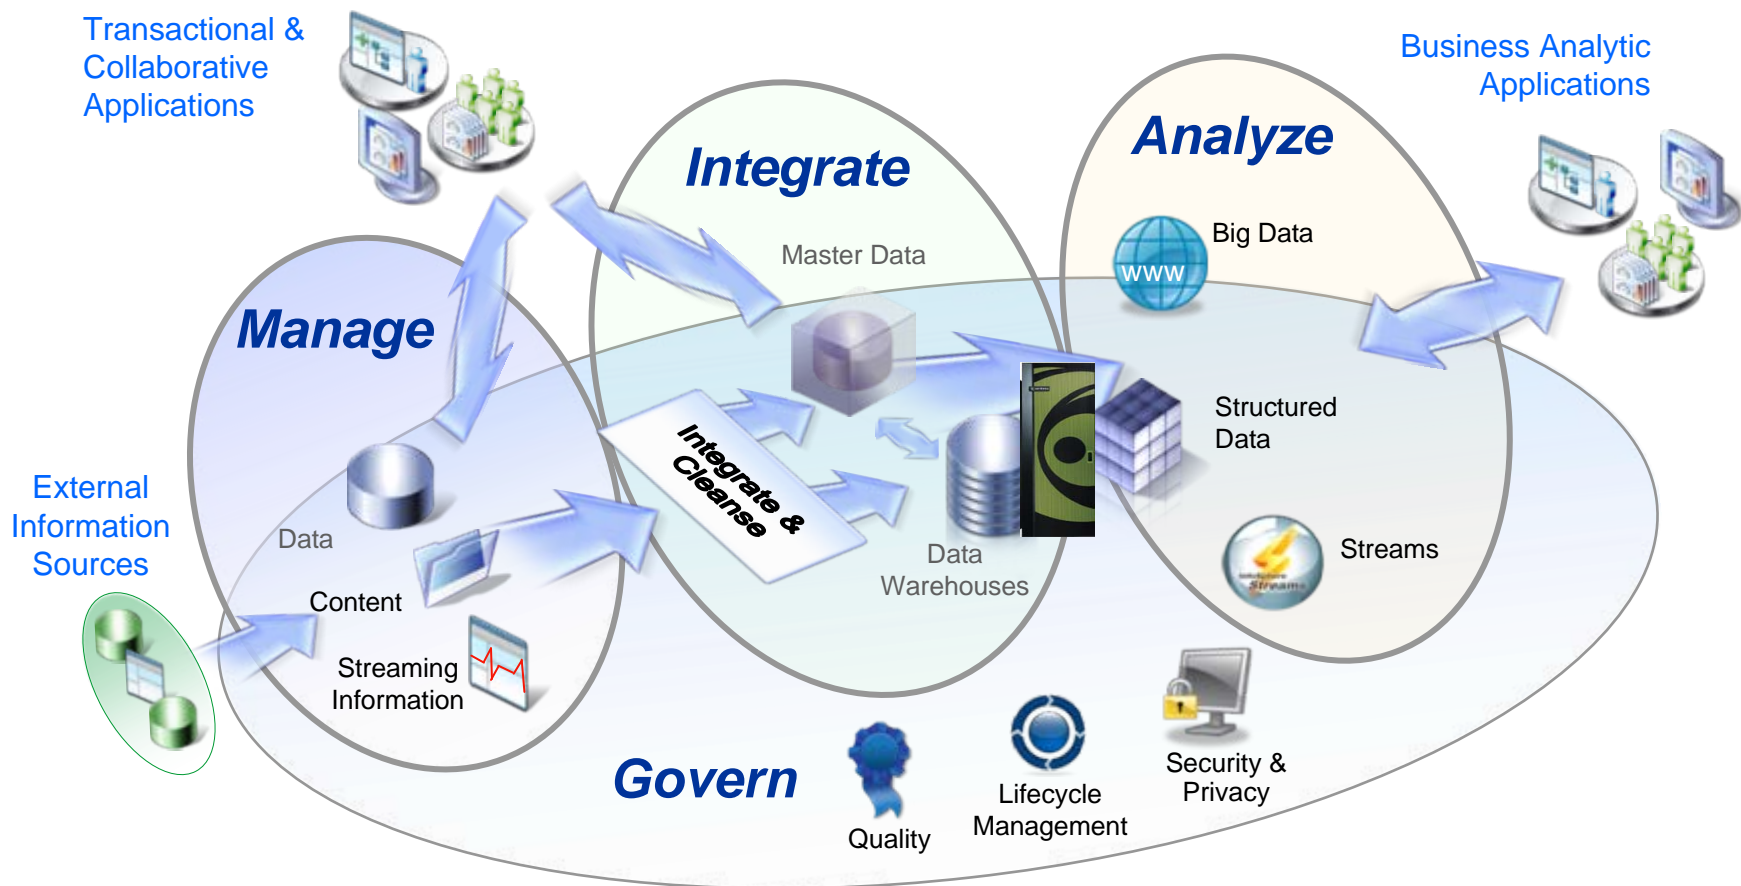 Transactional &
Collaborative
Applications
Business Analytic
Applications
Analyze
Integrate
Big Data
www
Master Data
Manage
Structured
Data
Integrate &
Cleanse
External
Information
Sources
Data
Streams
Streams
Data
Warehouses
Content
Streaming
Information
Govern
Security &
Privacy
Lifecycle
Management
Quality